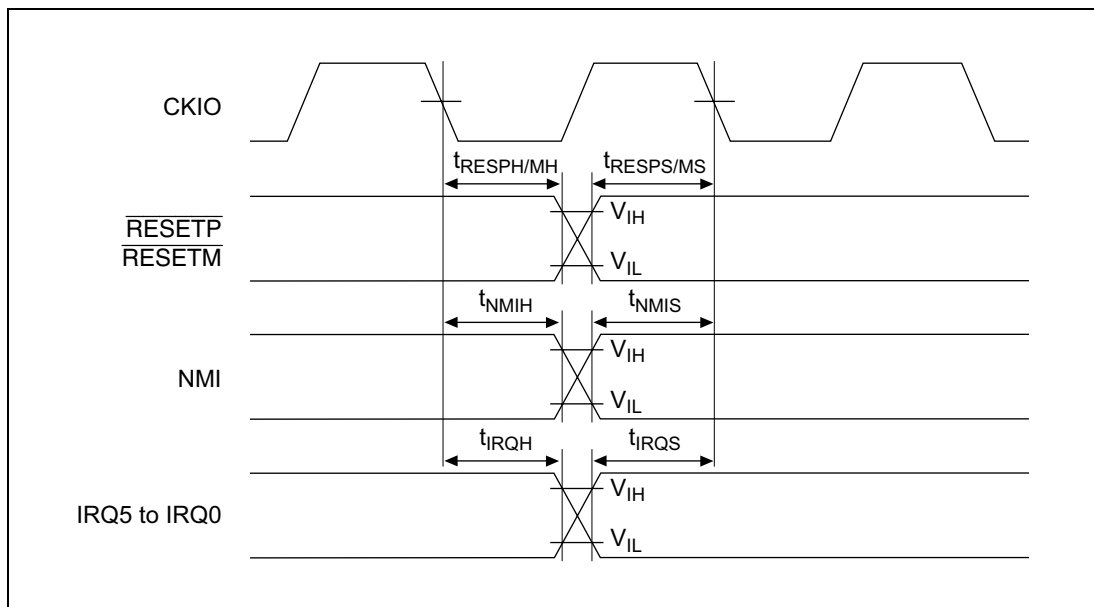 CKIO
tRESPH/MH tRESPS/MS
RESETP
RESETM
VIH
VIL
tNMIH tNMIS
NMI
VIH
VIL
tIRQH tIRQS
IRQ5 to IRQ0
VIH
VIL